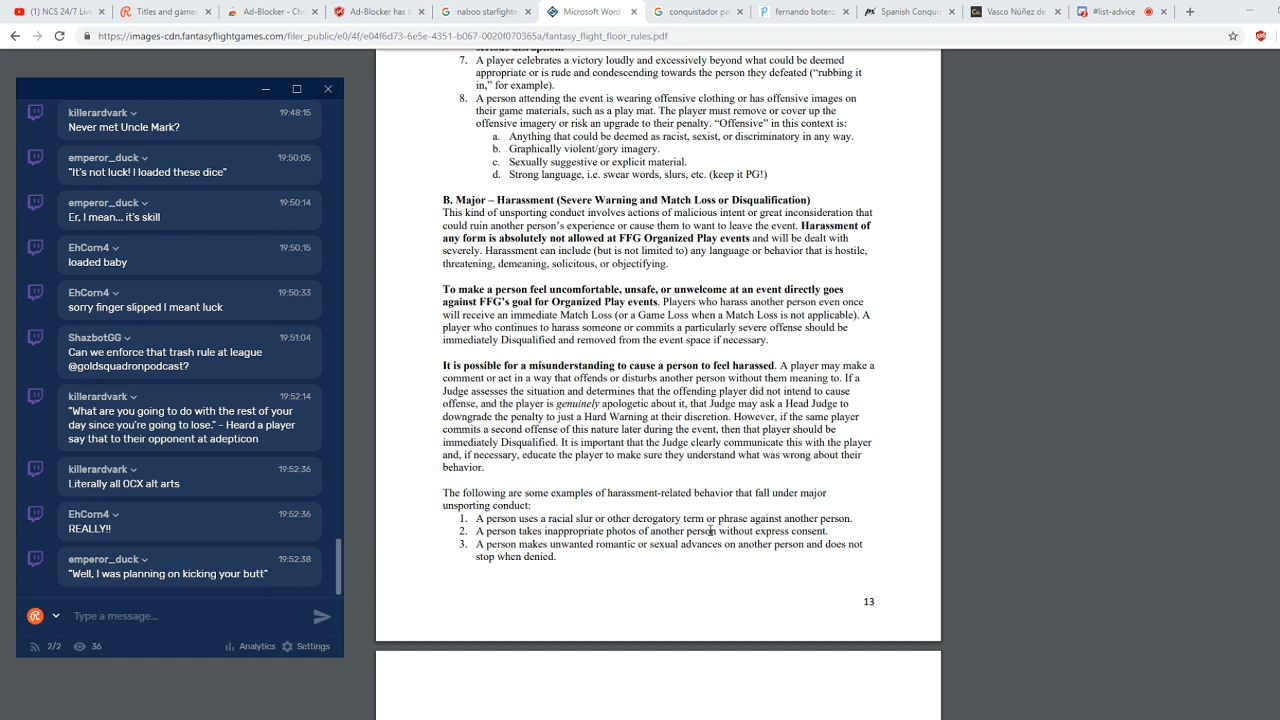 (1) NCS 24/7 Live
Titles and games
Ad-Blocker - Ch
Ad-Blocker has b
naboo starfighte
Microsoft Word
conquistador pa
fernando botero
Spanish Conqui
Vasco Núñez de
#list-advice
https://images-cdn.fantasyflightgames.com/filer_public/e0/4f/e04f6d73-6e5e-4351-b067-0020f070365a/fantasy_flight_floor_rules.pdf
killerardvark 19:48:15
Never met Uncle Mark?
emperor_duck 19:50:05
"It's not luck! I loaded these dice"
emperor_duck 19:50:14
Er, I mean... it's skill
EhCorn4 19:50:15
loaded baby
EhCorn4 19:50:33
sorry finger slipped I meant luck
ShazbotGG 19:51:04
Can we enforce that trash rule at league
@goldsquadronpodcast?
killerardvark 19:52:14
"Whatre you going to do with the rest of your
day since you're going to lose." - Heard a player
say that to their opponent at adepticon
killerardvark 19:52:36
Literally all OCX alt arts
EhCorn4 19:52:36
REALLY!!
emperor_duck 19:52:38
"Well, I was planning on kicking your butt"
Type a message...
2/2 36 Analytics Settings
serious disruption.
7. A player celebrates a victory loudly and excessively beyond what could be deemed
appropriate or is rude and condescending towards the person they defeated ("rubbing it
in," for example).
8. A person attending the event is wearing offensive clothing or has offensive images on
their game materials, such as a play mat. The player must remove or cover up the
offensive imagery or risk an upgrade to their penalty. "Offensive" in this context is:
a. Anything that could be deemed as racist, sexist, or discriminatory in any way.
b. Graphically violent/gory imagery.
c. Sexually suggestive or explicit material.
d. Strong language, i.e. swear words, slurs, etc. (keep it PG!)
B. Major – Harassment (Severe Warning and Match Loss or Disqualification)
This kind of unsporting conduct involves actions of malicious intent or great inconsideration that
could ruin another person's experience or cause them to want to leave the event. Harassment of
any form is absolutely not allowed at FFG Organized Play events and will be dealt with
severely. Harassment can include (but is not limited to) any language or behavior that is hostile,
threatening, demeaning, solicitous, or objectifying.
To make a person feel uncomfortable, unsafe, or unwelcome at an event directly goes
against FFG's goal for Organized Play events. Players who harass another person even once
will receive an immediate Match Loss (or a Game Loss when a Match Loss is not applicable). A
player who continues to harass someone or commits a particularly severe offense should be
immediately Disqualified and removed from the event space if necessary.
It is possible for a misunderstanding to cause a person to feel harassed. A player may make a
comment or act in a way that offends or disturbs another person without them meaning to. If a
Judge assesses the situation and determines that the offending player did not intend to cause
offense, and the player is genuinely apologetic about it, that Judge may ask a Head Judge to
downgrade the penalty to just a Hard Warning at their discretion. However, if the same player
commits a second offense of this nature later during the event, then that player should be
immediately Disqualified. It is important that the Judge clearly communicate this with the player
and, if necessary, educate the player to make sure they understand what was wrong about their
behavior.
The following are some examples of harassment-related behavior that fall under major
unsporting conduct:
1. A person uses a racial slur or other derogatory term or phrase against another person.
2. A person takes inappropriate photos of another person without express consent.
3. A person makes unwanted romantic or sexual advances on another person and does not
stop when denied.
13